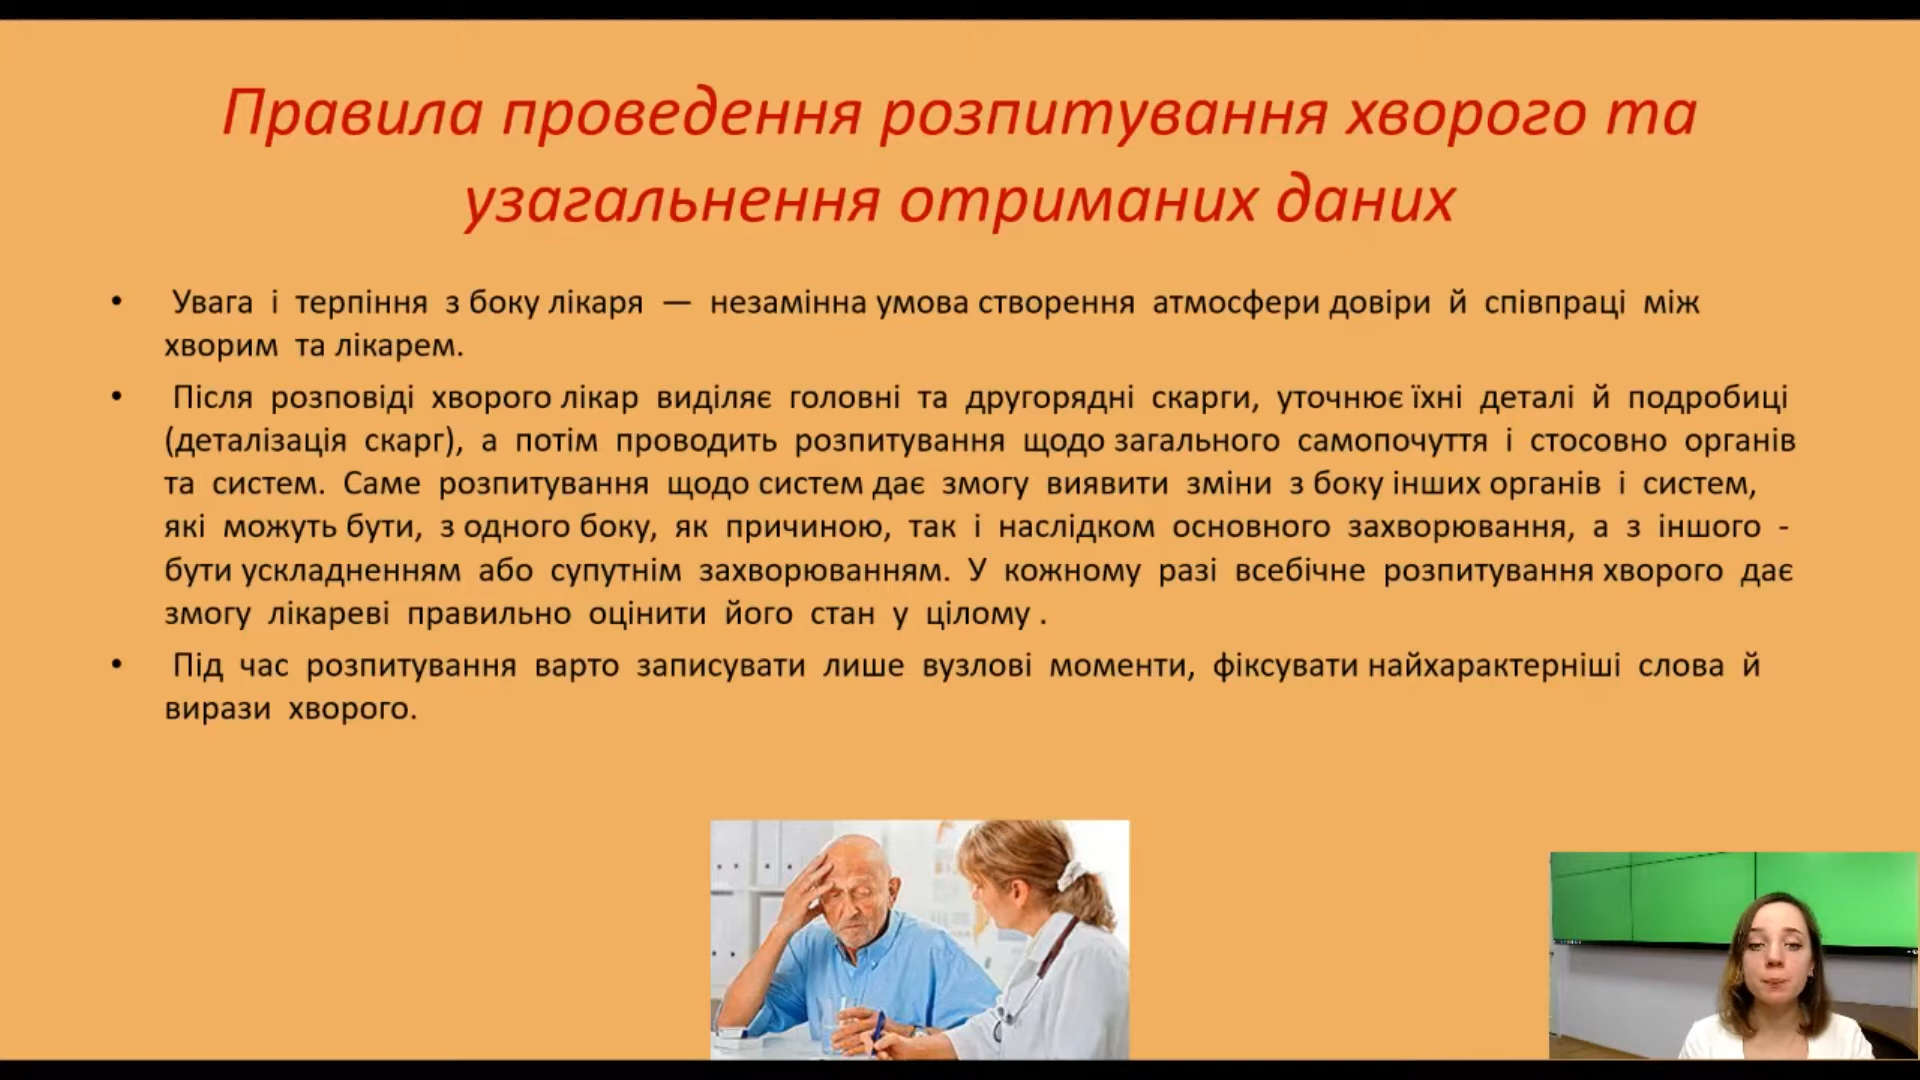 Правила проведення розпитування хворого та
узагальнення отриманих даних
• Увага і терпіння з боку лікаря — незамінна умова створення атмосфери довіри й співпраці між
хворим та лікарем.
• Після розповіді хворого лікар виділяє головні та другорядні скарги, уточнює їхні деталі й подробиці
(деталізація скарг), а потім проводить розпитування щодо загального самопочуття і стосовно органів
та систем. Саме розпитування щодо систем дає змогу виявити зміни з боку інших органів і систем,
які можуть бути, з одного боку, як причиною, так і наслідком основного захворювання, а з іншого -
бути ускладненням або супутнім захворюванням. У кожному разі всебічне розпитування хворого дає
змогу лікареві правильно оцінити його стан у цілому .
• Під час розпитування варто записувати лише вузлові моменти, фіксувати найхарактерніші слова й
вирази хворого.